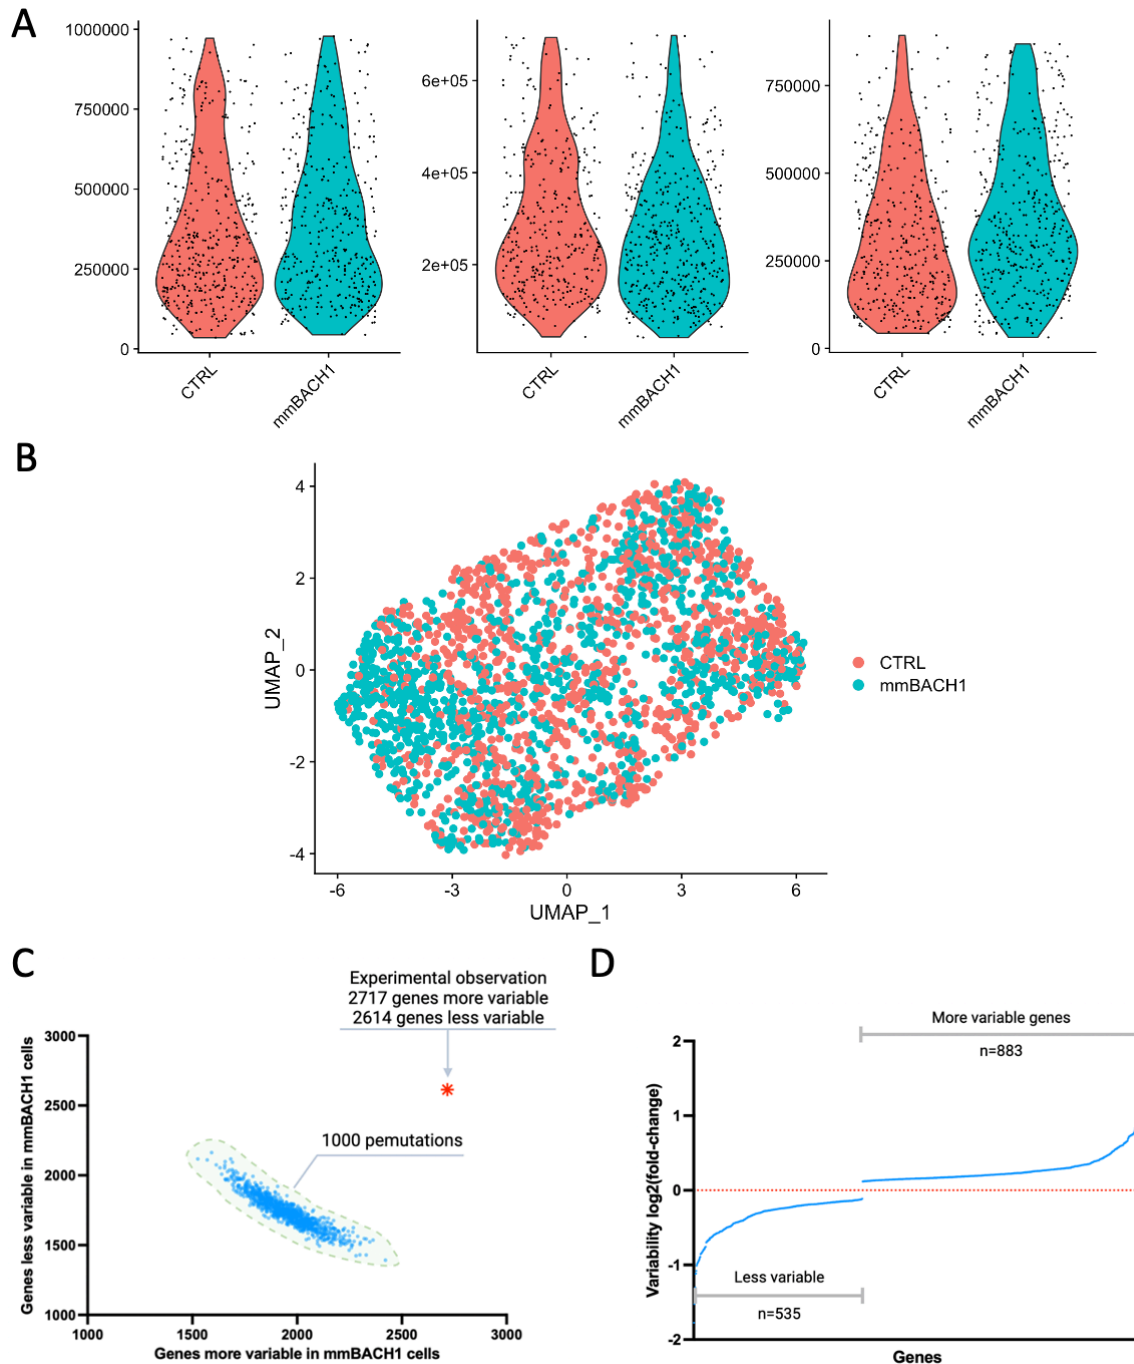 A
1000000
750000
500000
250000
0
CTRL
mmBACH1
6e+05
4e+05
2e+05
CTRL
mmBACH1
750000
500000
250000
0
CTRL
mmBACH1
B
UMAP_2
4
2
0
-2
-4
-6
-3
0
3
6
UMAP_1
CTRL
mmBACH1
C
Experimental observation
2717 genes more variable
2614 genes less variable
1000 pemutations
Genes less variable in mmBACH1 cells
3000
2500
2000
1500
1000
1000
1500
2000
2500
3000
Genes more variable in mmBACH1 cells
D
More variable genes
n=883
Variability log2(fold-change)
2
1
0
-1
-2
Less variable
n=535
Genes